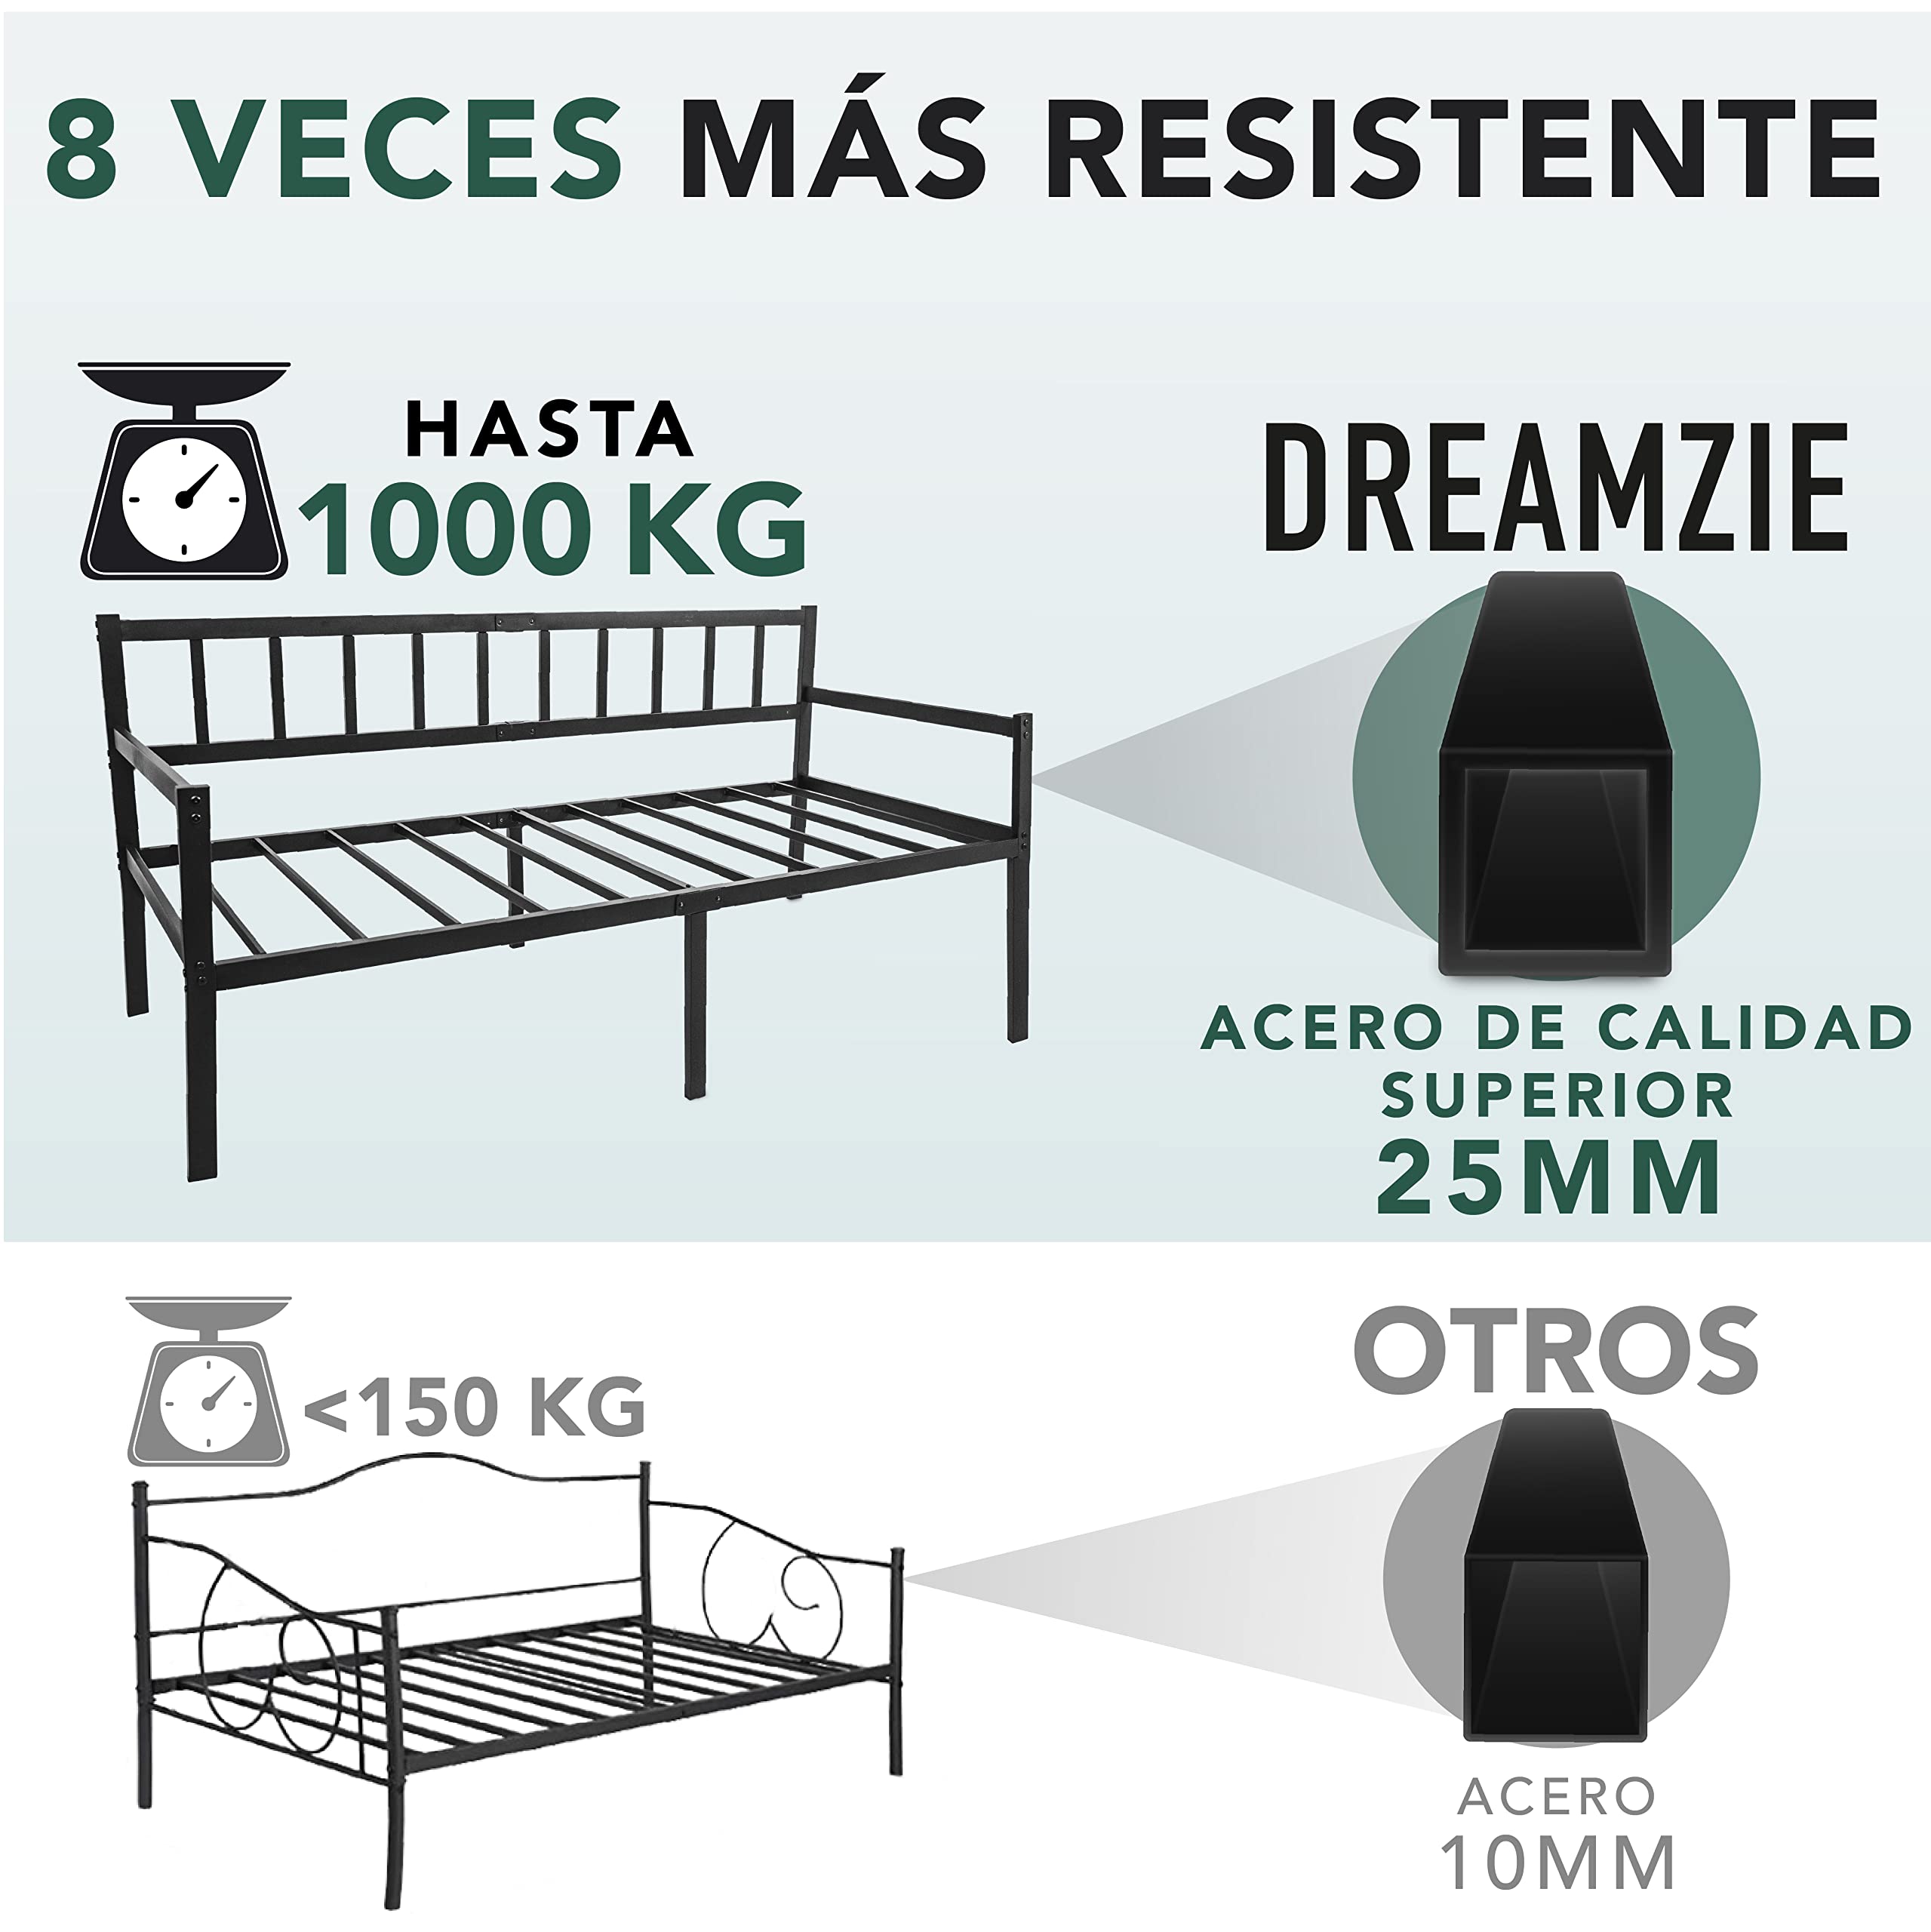 8 VECES MÁS RESISTENTE
HASTA
1000 KG
DREAMZIE
ACERO DE CALIDAD
SUPERIOR
25MM
<150 KG
OTROS
ACERO
10MM